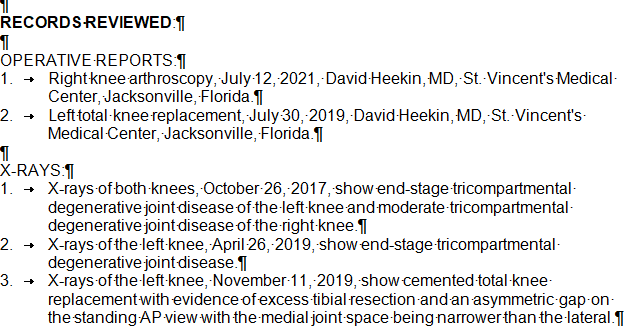 ¶
RECORDS REVIEWED:¶
¶
OPERATIVE REPORTS:¶
1. → Right knee arthroscopy, July 12, 2021, David Heekin, MD, St. Vincent's Medical
Center, Jacksonville, Florida.¶
2. → Left total knee replacement, July 30, 2019, David Heekin, MD, St. Vincent's
Medical Center, Jacksonville, Florida.¶
¶
X-RAYS:¶
1. → X-rays of both knees, October 26, 2017, show end-stage tricompartmental
degenerative joint disease of the left knee and moderate tricompartmental
degenerative joint disease of the right knee.¶
2. → X-rays of the left knee, April 26, 2019, show end-stage tricompartmental
degenerative joint disease.¶
3. → X-rays of the left knee, November 11, 2019, show cemented total knee
replacement with evidence of excess tibial resection and an asymmetric gap on
the standing AP view with the medial joint space being narrower than the lateral.¶